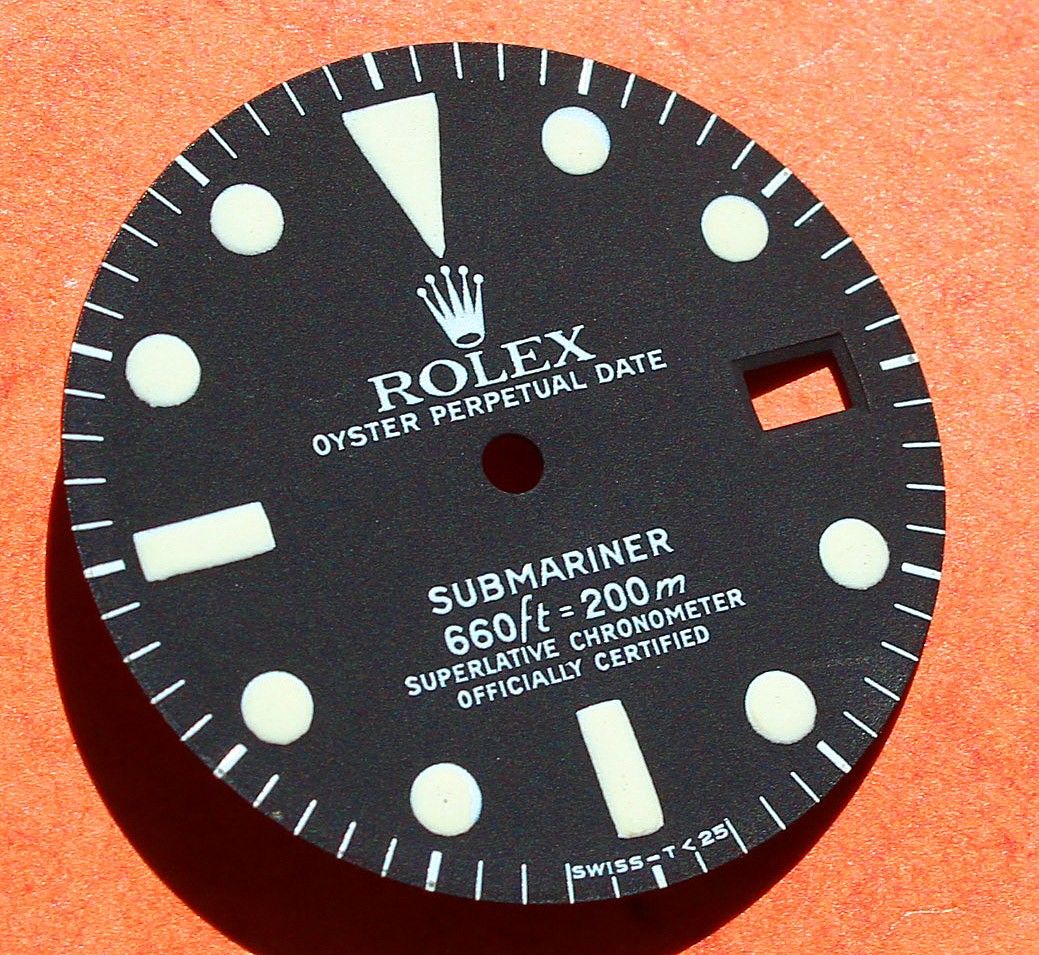 ROLEX
OYSTER PERPETUAL DATE
SUBMARINER
660ft = 200m
SUPERLATIVE CHRONOMETER
OFFICIALLY CERTIFIED
SWISS-T<25